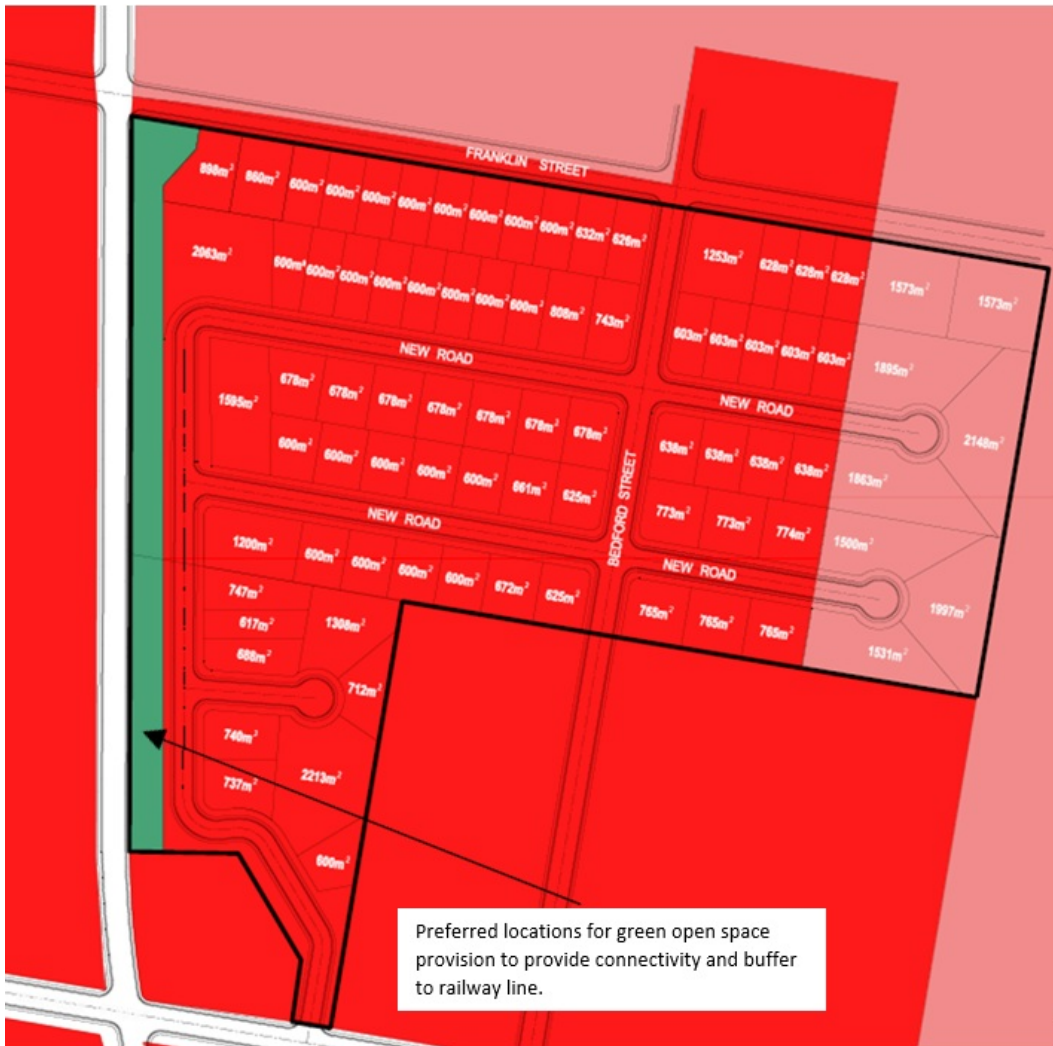 FRANKLIN STREET
898m² 860m² 600m² 600m² 600m² 600m² 600m² 600m² 600m² 600m² 632m² 626m²
1253m² 628m² 628m² 628m² 1573m² 1573m²
2063m² 600m² 600m² 600m² 600m² 600m² 600m² 600m² 600m² 808m² 743m²
603m² 603m² 603m² 603m² 603m² 1895m²
NEW ROAD
NEW ROAD
2148m²
1595m² 678m² 678m² 678m² 678m² 678m² 678m² 678m²
638m² 638m² 638m² 638m² 1863m²
600m² 600m² 600m² 600m² 600m² 661m² 625m²
BEDFORD STREET
773m² 773m² 774m² 1500m²
NEW ROAD
NEW ROAD
1200m² 600m² 600m² 600m² 600m² 672m² 625m²
765m² 765m² 765m² 1531m² 1997m²
747m²
617m² 1308m²
688m²
712m²
740m²
737m² 2213m²
600m²
Preferred locations for green open space
provision to provide connectivity and buffer
to railway line.